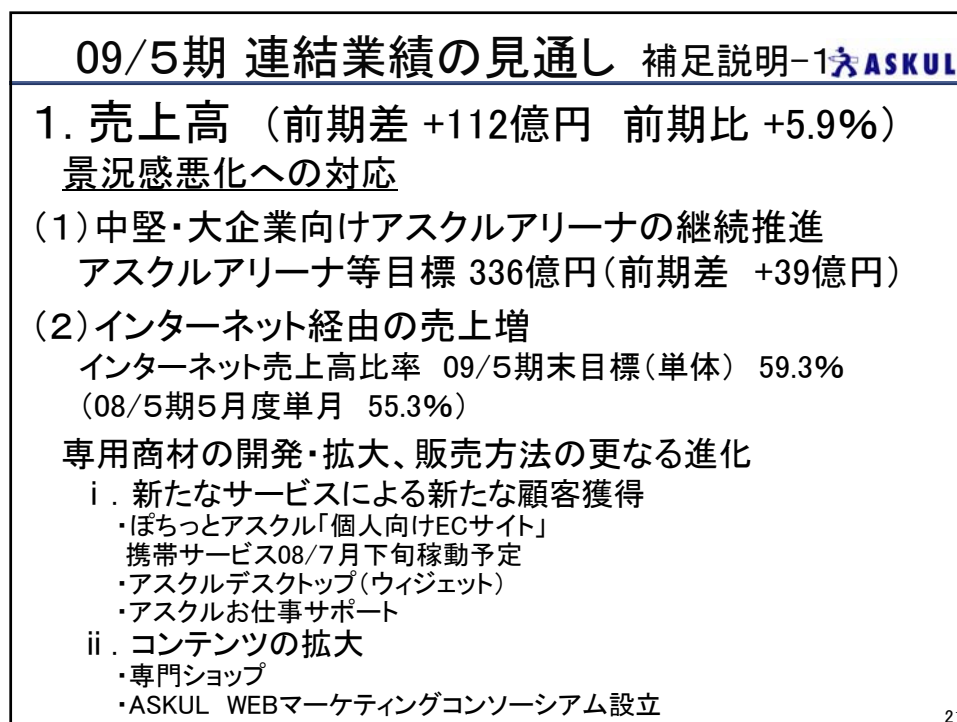 09/5期 連結業績の見通し 補足説明-1 ASKUL
1. 売上高 （前期差 +112億円 前期比 +5.9%）
景況感悪化への対応
（1）中堅・大企業向けアスクルアリーナの継続推進
アスクルアリーナ等目標 336億円（前期差 +39億円）
（2）インターネット経由の売上増
インターネット売上高比率 09/5期末目標（単体） 59.3%
（08/5期5月度単月 55.3%）
専用商材の開発・拡大、販売方法の更なる進化
ⅰ. 新たなサービスによる新たな顧客獲得
・ぽちっとアスクル「個人向けECサイト」
携帯サービス08/7月下旬稼動予定
・アスクルデスクトップ（ウィジェット）
・アスクルお仕事サポート
ⅱ. コンテンツの拡大
・専門ショップ
・ASKUL WEBマーケティングコンソーシアム設立